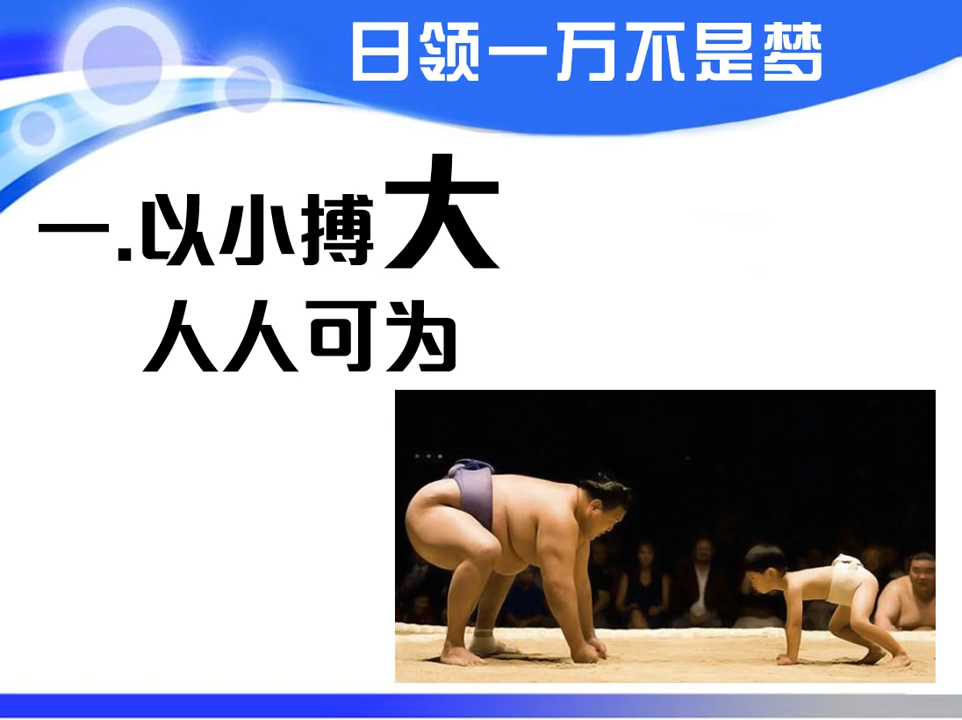 日领一万不是梦
一.以小搏大
人人可为